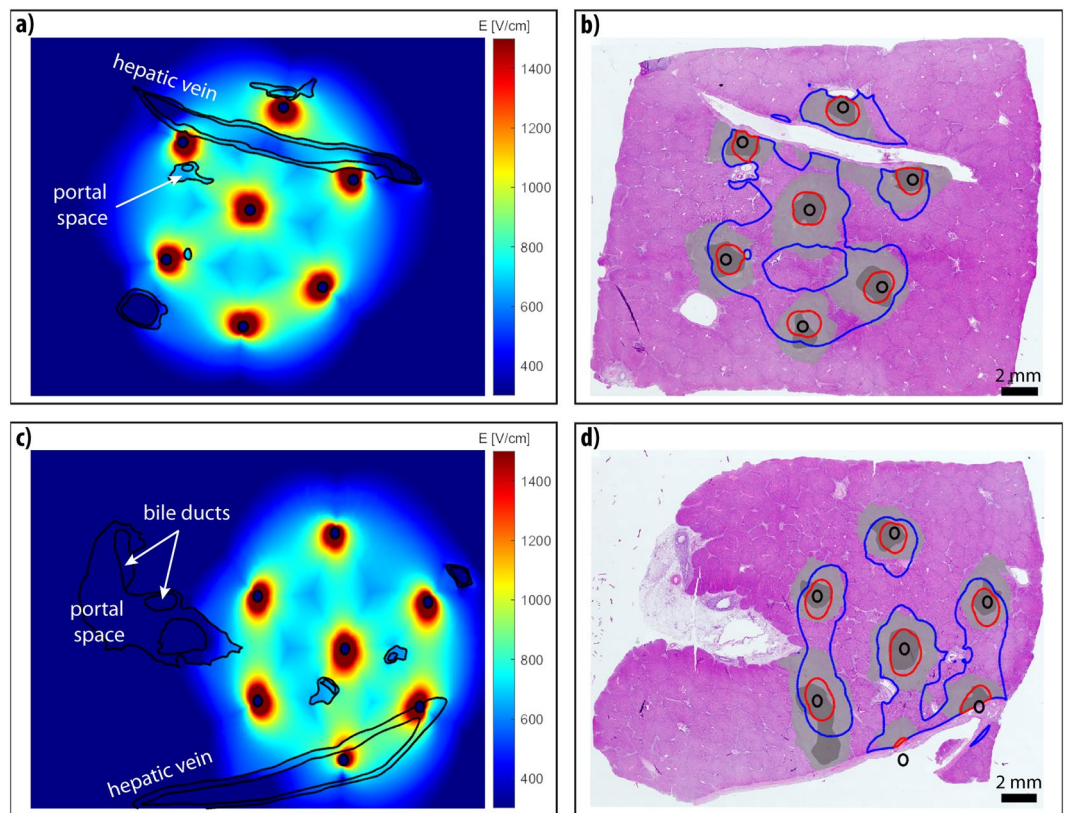 a)
E [V/cm]
hepatic vein
portal
space
1400
1200
1000
800
600
400
b)
2 mm
c)
E [V/cm]
bile ducts
portal
space
hepatic vein
1400
1200
1000
800
600
400
d)
2 mm